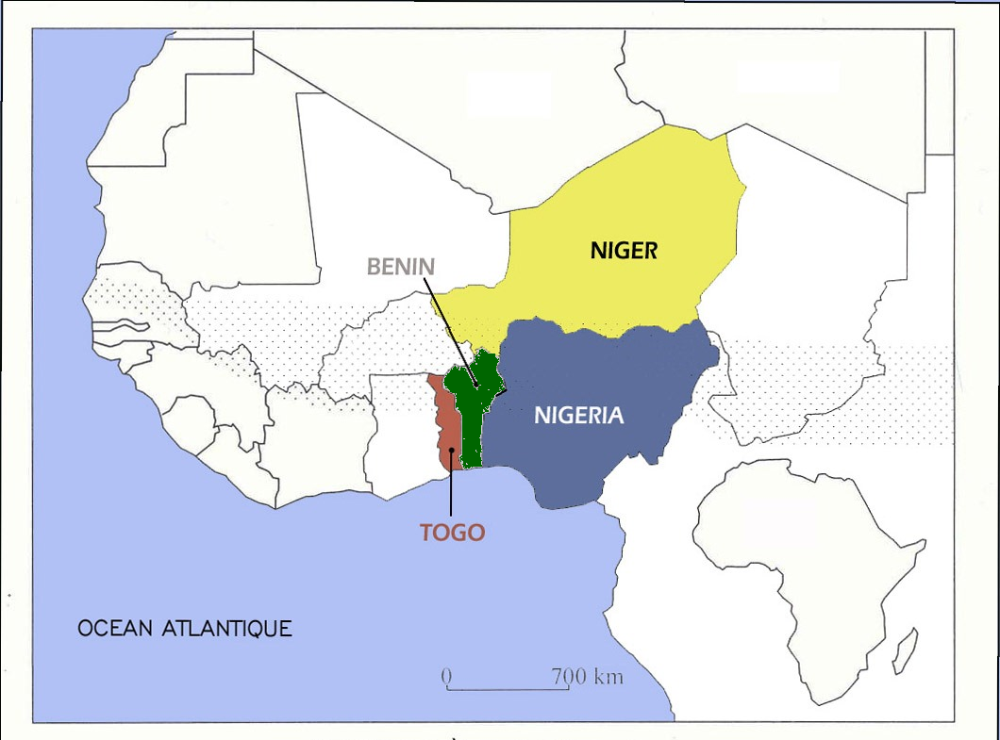 NIGER
BENIN
NIGERIA
TOGO
OCEAN ATLANTIQUE
0 700 km